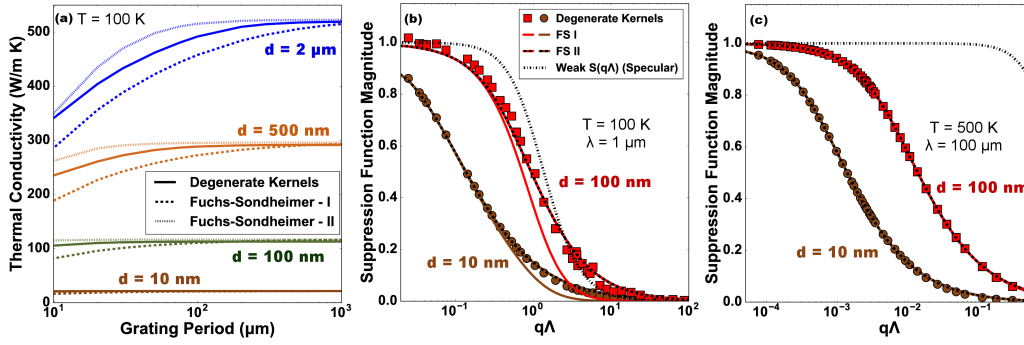 (a) T = 100 K
d = 2 μm
d = 500 nm
Degenerate Kernels
Fuchs-Sondheimer - I
Fuchs-Sondheimer - II
d = 100 nm
d = 10 nm
Thermal Conductivity (W/m K)
500
400
300
200
100
0
10^1
10^2
10^3
Grating Period (μm)
(b)
Degenerate Kernels
FS I
FS II
Weak S(qΛ) (Specular)
T = 100 K
λ = 1 μm
d = 100 nm
d = 10 nm
Suppression Function Magnitude
1.0
0.8
0.6
0.4
0.2
0.0
10^-1
10^0
10^1
10^2
qΛ
(c)
T = 500 K
λ = 100 μm
d = 100 nm
d = 10 nm
Suppression Function Magnitude
1.0
0.8
0.6
0.4
0.2
0.0
10^-4
10^-3
10^-2
10^-1
qΛ